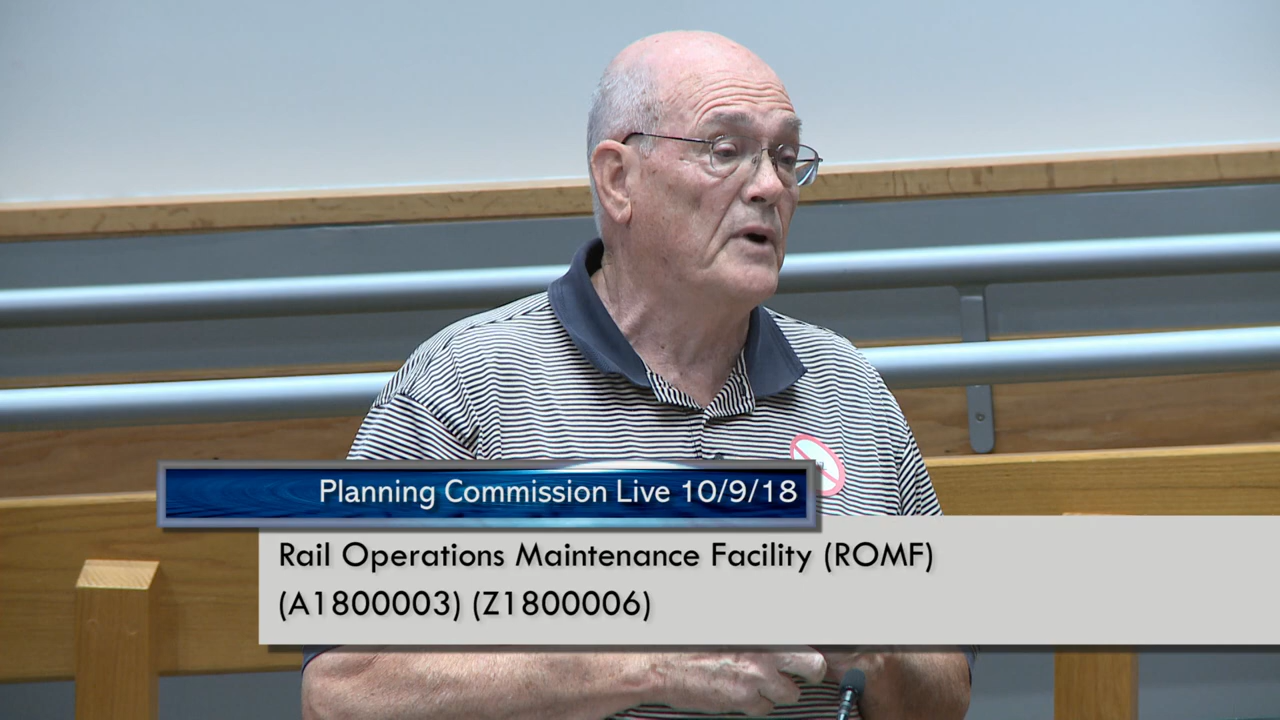 Planning Commission Live 10/9/18
Rail Operations Maintenance Facility (ROMF)
(A1800003) (Z1800006)